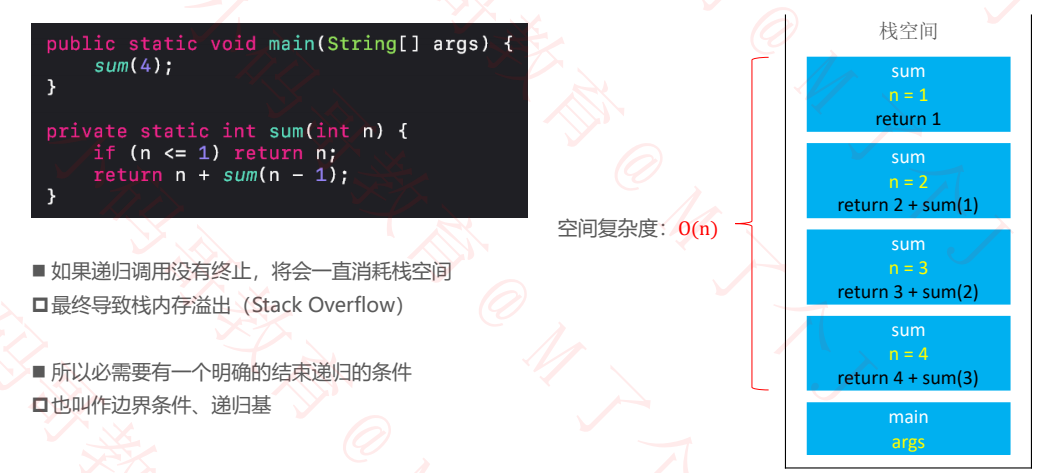 public static void main(String[] args) {
sum(4);
}
private static int sum(int n) {
if (n <= 1) return n;
return n + sum(n - 1);
}
■ 如果递归调用没有终止，将会一直消耗栈空间
最终导致栈内存溢出（Stack Overflow）
■ 所以必需要有一个明确的结束递归的条件
也叫作边界条件、递归基
空间复杂度：O(n)
栈空间
sum
n = 1
return 1
sum
n = 2
return 2 + sum(1)
sum
n = 3
return 3 + sum(2)
sum
n = 4
return 4 + sum(3)
main
args